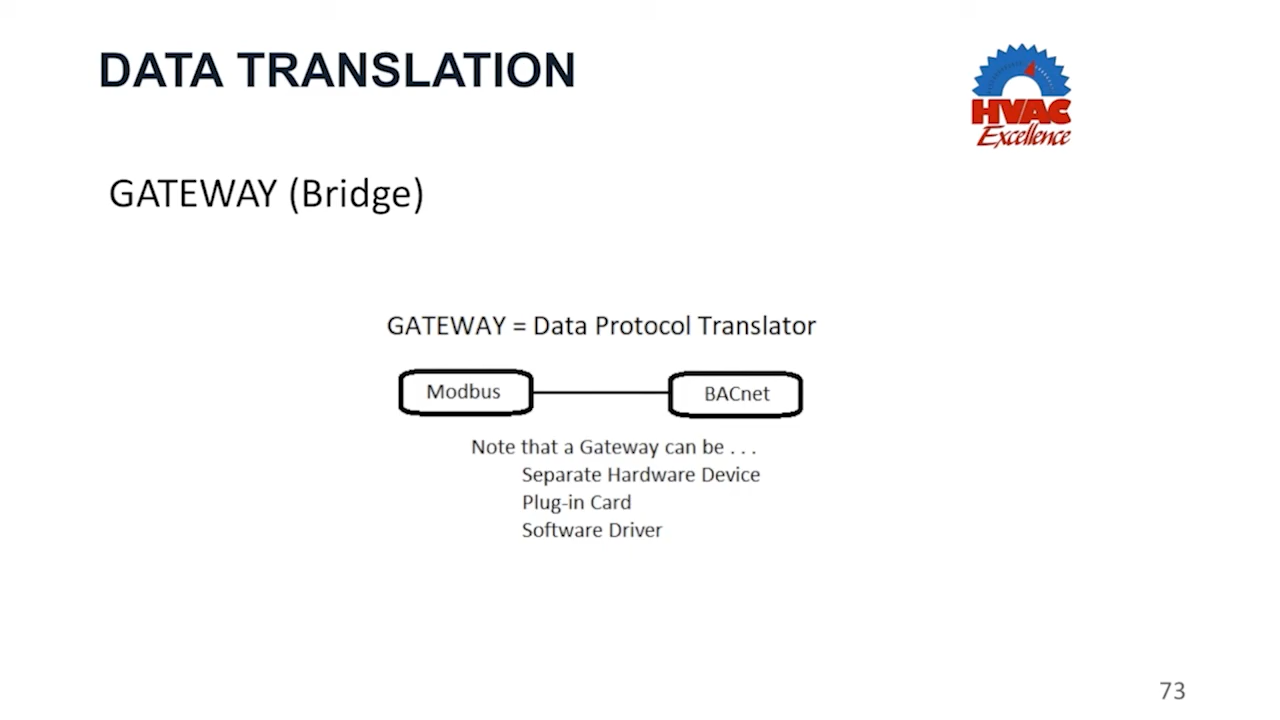 DATA TRANSLATION
HVAC
Excellence
GATEWAY (Bridge)
GATEWAY = Data Protocol Translator
Modbus
BACnet
Note that a Gateway can be . . .
Separate Hardware Device
Plug-in Card
Software Driver
73